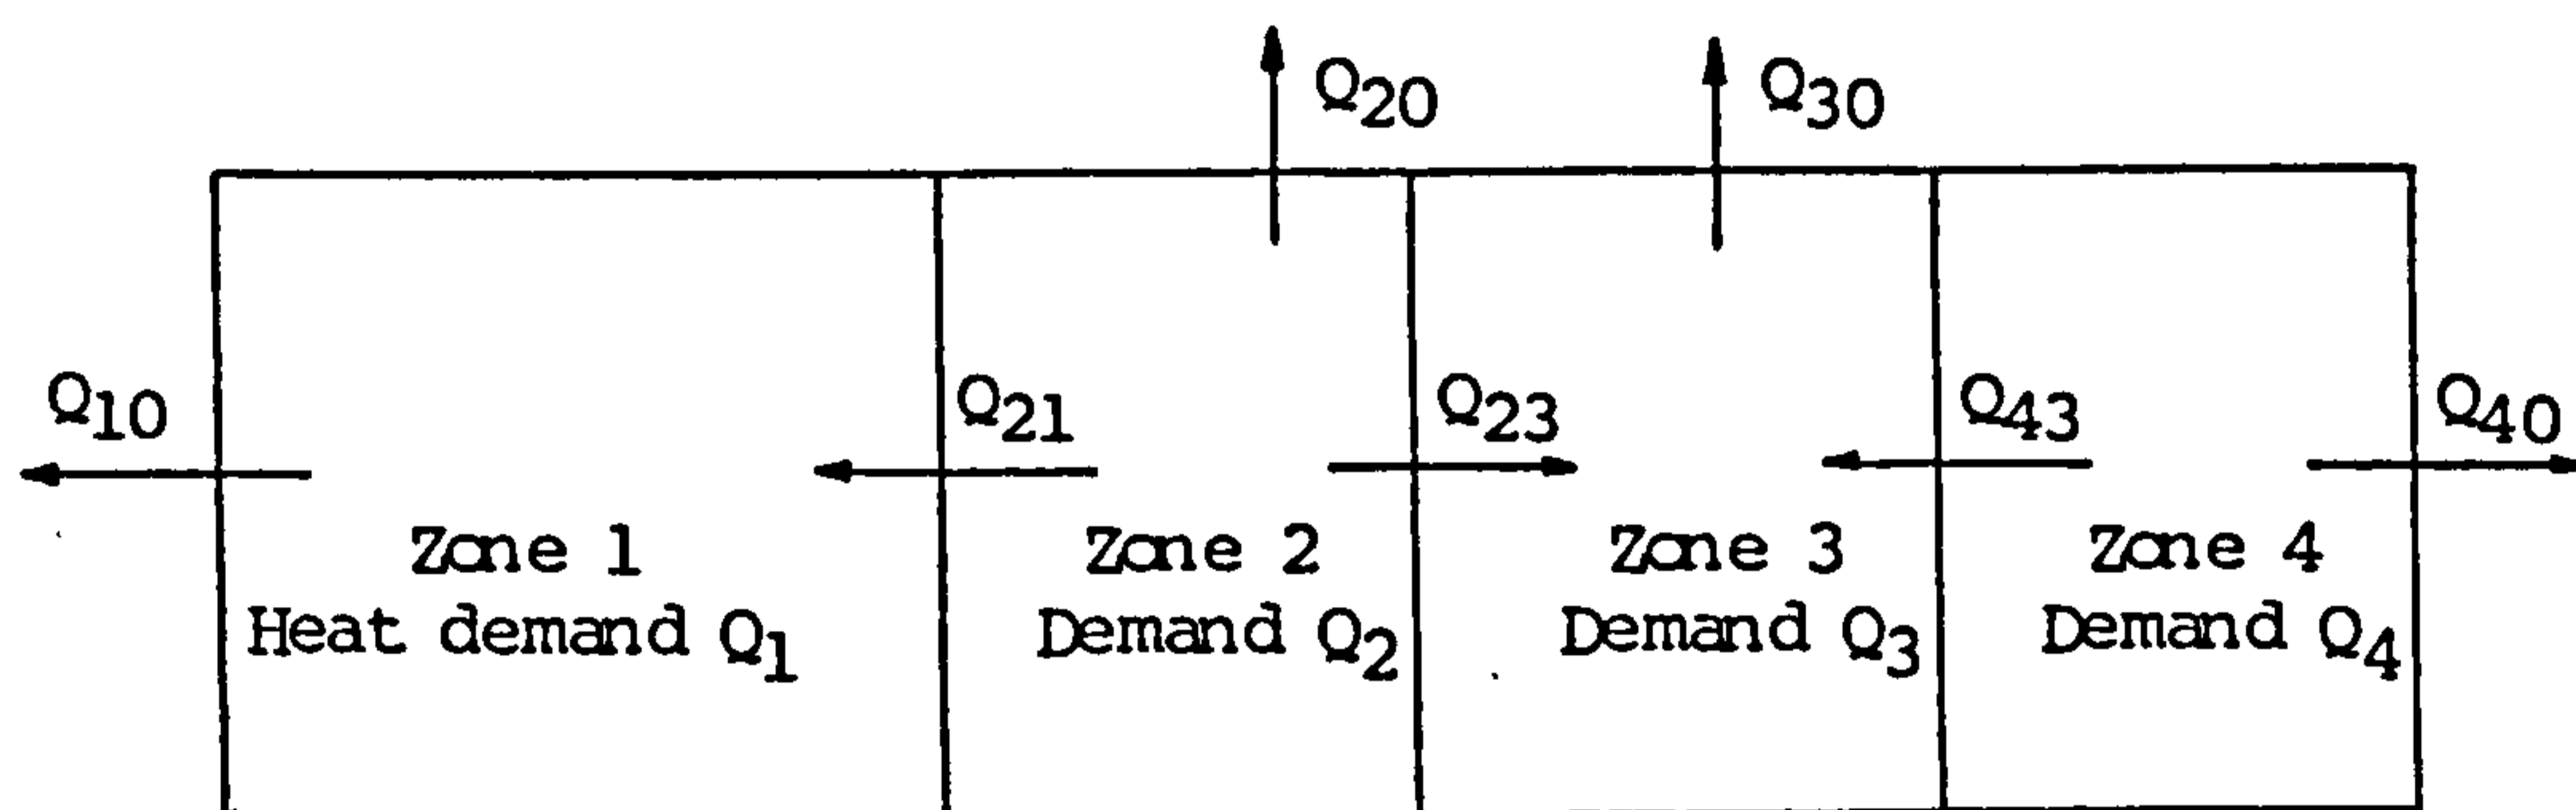 Q20 Q30
Q10 Q21 Q23 Q43 Q40
Zone 1 Zone 2 Zone 3 Zone 4
Heat demand Q1 Demand Q2 Demand Q3 Demand Q4